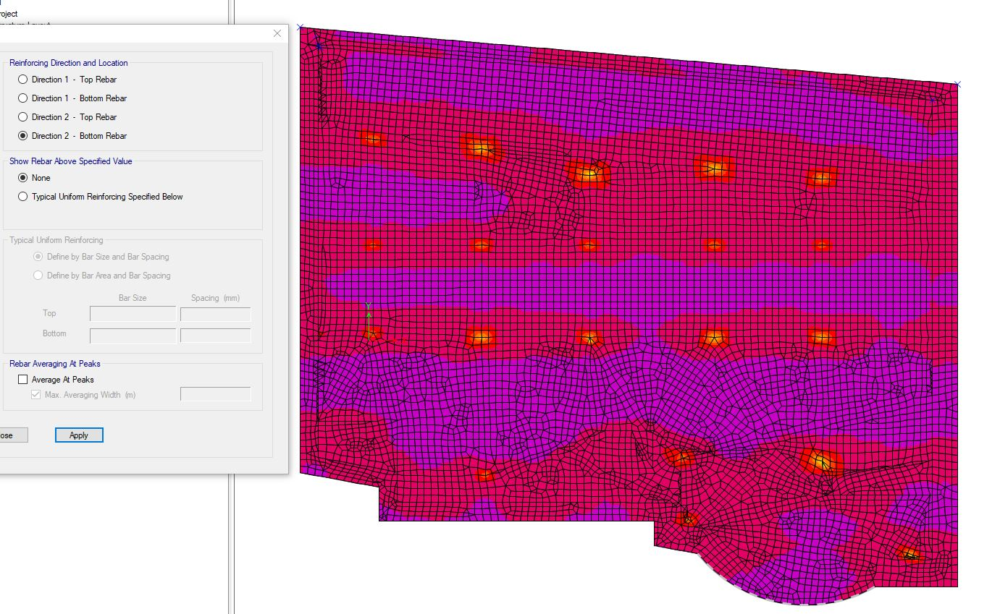 roject
Reinforcing Direction and Location
Direction 1 - Top Rebar
Direction 1 - Bottom Rebar
Direction 2 - Top Rebar
Direction 2 - Bottom Rebar
Show Rebar Above Specified Value
None
Typical Uniform Reinforcing Specified Below
Typical Uniform Reinforcing
Define by Bar Size and Bar Spacing
Define by Bar Area and Bar Spacing
Bar Size Spacing (mm)
Top
Bottom
Rebar Averaging At Peaks
Average At Peaks
Max. Averaging Width (m)
ose Apply
Y